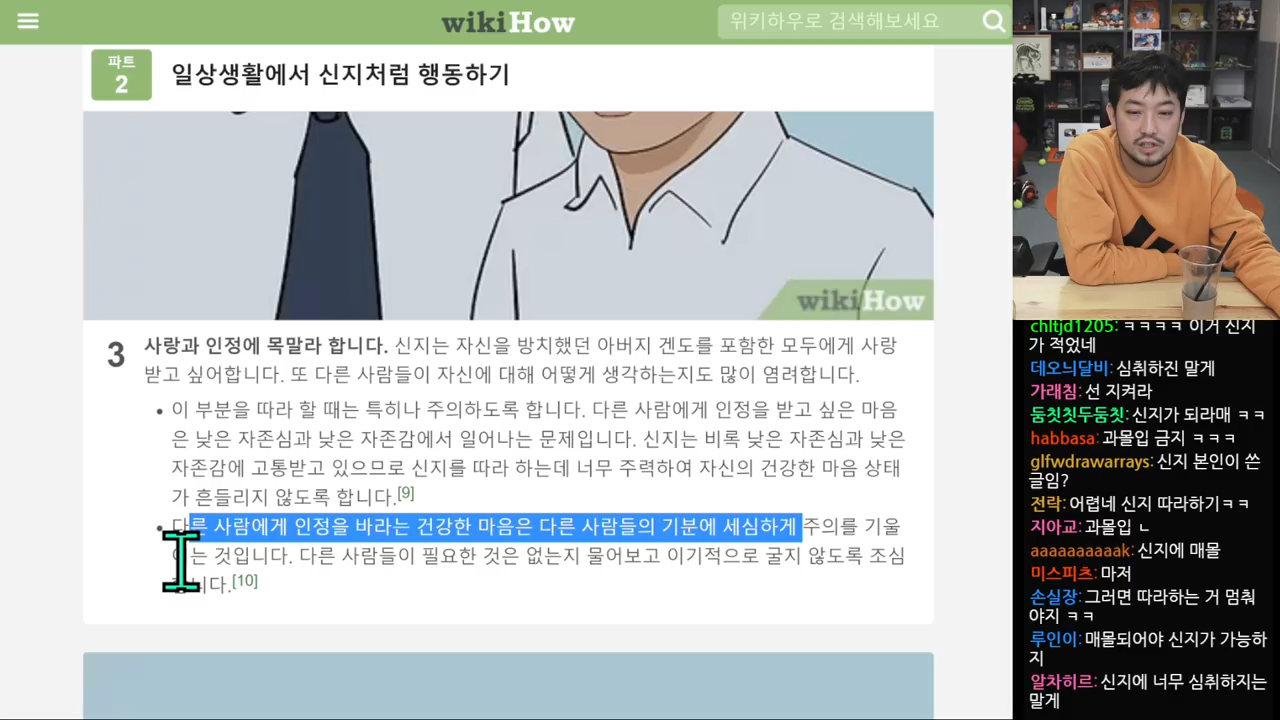 wikiHow
위키하우로 검색해보세요
파트
2
일상생활에서 신지처럼 행동하기
wikiHow
3
사랑과 인정에 목말라 합니다. 신지는 자신을 방치했던 아버지 겐도를 포함한 모두에게 사랑
받고 싶어합니다. 또 다른 사람들이 자신에 대해 어떻게 생각하는지도 많이 염려합니다.
• 이 부분을 따라 할 때는 특히나 주의하도록 합니다. 다른 사람에게 인정을 받고 싶은 마음
은 낮은 자존심과 낮은 자존감에서 일어나는 문제입니다. 신지는 비록 낮은 자존심과 낮은
자존감에 고통받고 있으므로 신지를 따라 하는데 너무 주력하여 자신의 건강한 마음 상태
가 흔들리지 않도록 합니다.[9]
• 다른 사람에게 인정을 바라는 건강한 마음은 다른 사람들의 기분에 세심하게 주의를 기울
는 것입니다. 다른 사람들이 필요한 것은 없는지 물어보고 이기적으로 굴지 않도록 조심
니다.[10]
chltjd1205: ㅋㅋㅋㅋ 이거 신지
가 적었네
데오늬달비: 심취하진 말게
가래침: 선 지켜라
둠칫칫두둠칫: 신지가 되라매 ㅋㅋ
habbasa: 과몰입 금지 ㅋㅋㅋ
glfwdrawarrays: 신지 본인이 쓴
글임?
전락: 어렵네 신지 따라하기ㅋㅋ
지아교: 과몰입 ㄴ
aaaaaaaaaak: 신지에 매몰
미스피츠: 마저
손실장: 그러면 따라하는 거 멈춰
야지 ㅋㅋ
루인이: 매몰되어야 신지가 가능하
지
알차히르: 신지에 너무 심취하지는
말게